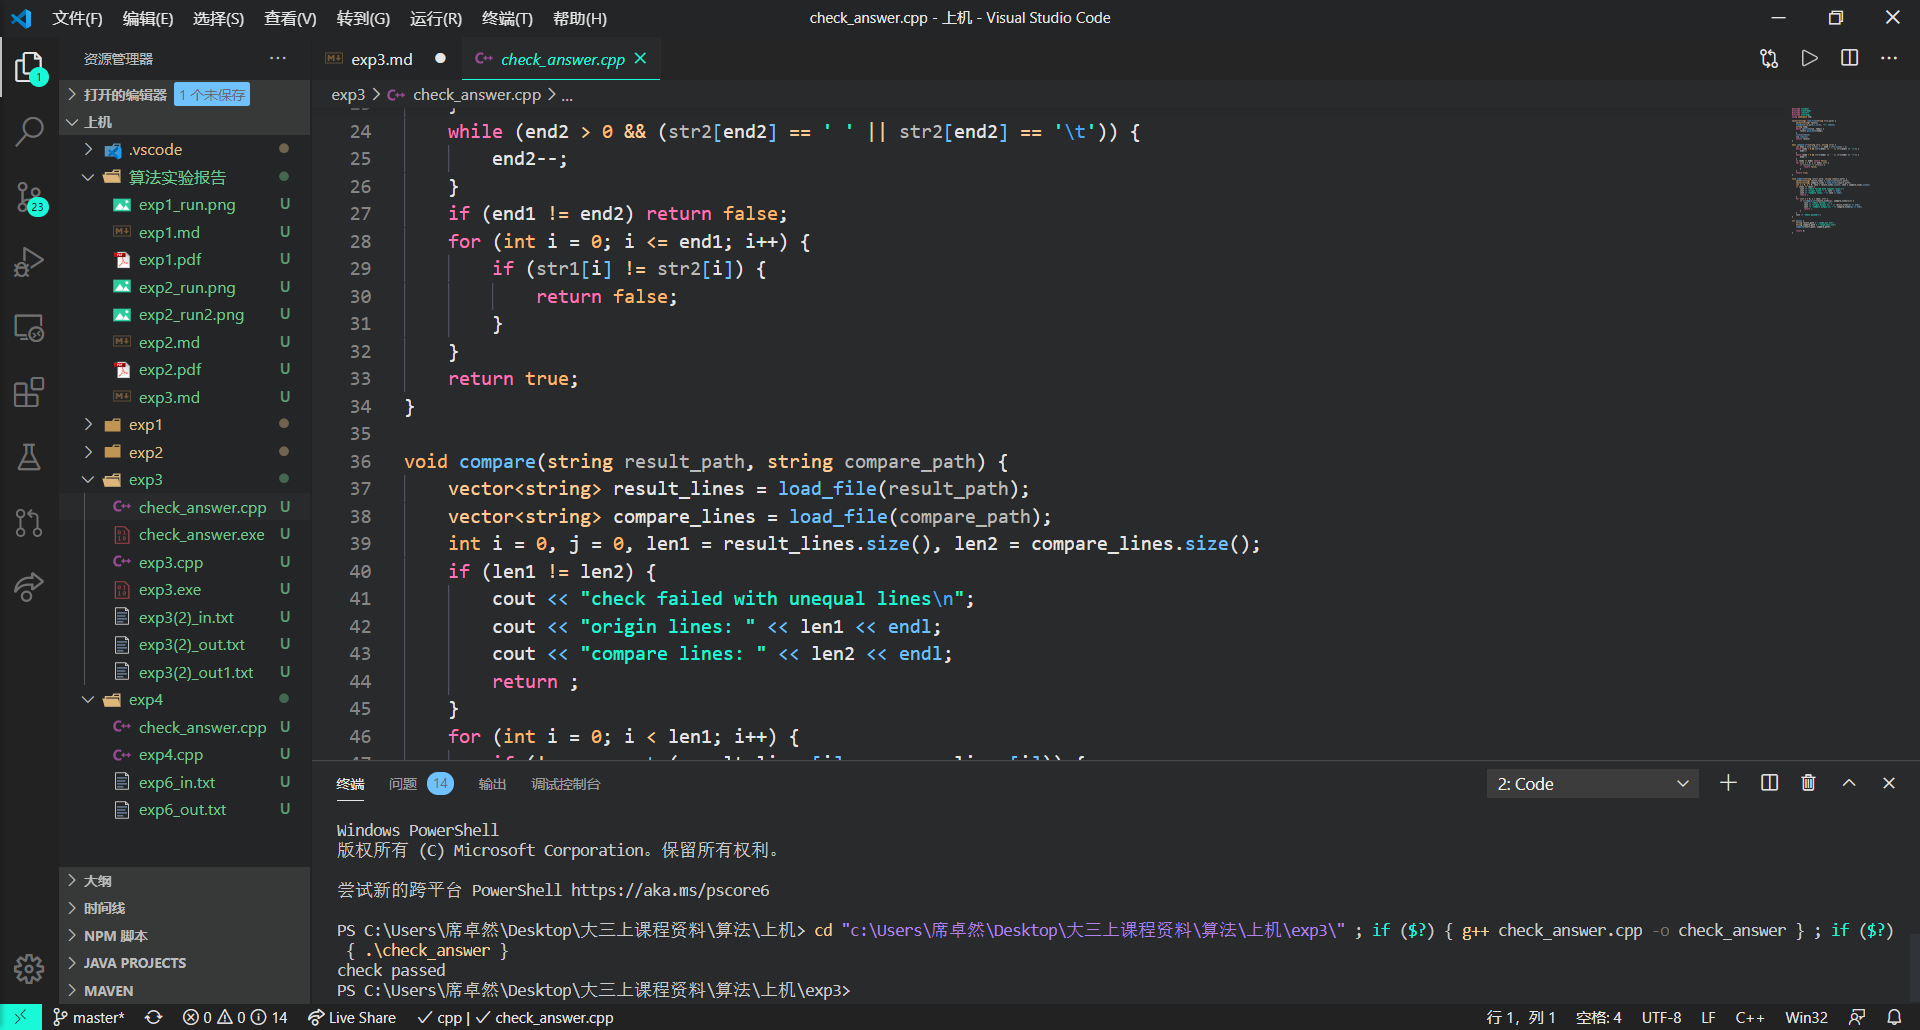 文件(F) 编辑(E) 选择(S) 查看(V) 转到(G) 运行(R) 终端(T) 帮助(H)
check_answer.cpp - 上机 - Visual Studio Code
资源管理器
打开的编辑器 1 个未保存
上机
.vscode
算法实验报告
exp1_run.png U
exp1.md U
exp1.pdf U
exp2_run.png U
exp2_run2.png U
exp2.md U
exp2.pdf U
exp3.md U
exp1
exp2
exp3
check_answer.cpp U
check_answer.exe U
exp3.cpp U
exp3.exe U
exp3(2)_in.txt U
exp3(2)_out.txt U
exp3(2)_out1.txt U
exp4
check_answer.cpp U
exp4.cpp U
exp6_in.txt U
exp6_out.txt U
大纲
时间线
NPM 脚本
JAVA PROJECTS
MAVEN
1
23
exp3.md
check_answer.cpp
exp3 > check_answer.cpp > ...
24 while (end2 > 0 && (str2[end2] == ' ' || str2[end2] == '\t')) {
25 end2--;
26 }
27 if (end1 != end2) return false;
28 for (int i = 0; i <= end1; i++) {
29 if (str1[i] != str2[i]) {
30 return false;
31 }
32 }
33 return true;
34 }
35
36 void compare(string result_path, string compare_path) {
37 vector<string> result_lines = load_file(result_path);
38 vector<string> compare_lines = load_file(compare_path);
39 int i = 0, j = 0, len1 = result_lines.size(), len2 = compare_lines.size();
40 if (len1 != len2) {
41 cout << "check failed with unequal lines\n";
42 cout << "origin lines: " << len1 << endl;
43 cout << "compare lines: " << len2 << endl;
44 return ;
45 }
46 for (int i = 0; i < len1; i++) {
终端 问题 14 输出 调试控制台
2: Code
Windows PowerShell
版权所有 (C) Microsoft Corporation。保留所有权利。
尝试新的跨平台 PowerShell https://aka.ms/pscore6
PS C:\Users\席卓然\Desktop\大三上课程资料\算法\上机> cd "c:\Users\席卓然\Desktop\大三上课程资料\算法\上机\exp3\" ; if ($?) { g++ check_answer.cpp -o check_answer } ; if ($?)
{ .\check_answer }
check passed
PS C:\Users\席卓然\Desktop\大三上课程资料\算法\上机\exp3>
master* 0 0 14 Live Share cpp | check_answer.cpp
行 1，列 1 空格: 4 UTF-8 LF C++ Win32